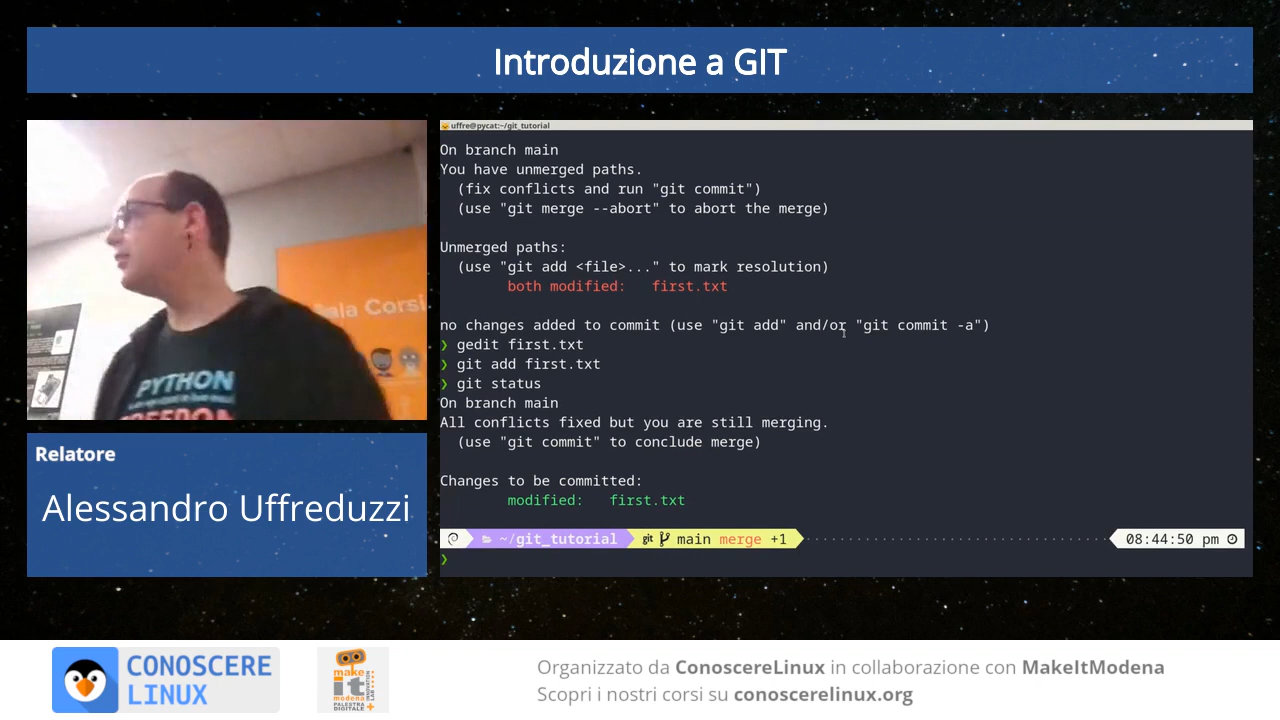 Introduzione a GIT
uffre@pycat:~/git_tutorial
On branch main
You have unmerged paths.
(fix conflicts and run "git commit")
(use "git merge --abort" to abort the merge)
Unmerged paths:
(use "git add <file>..." to mark resolution)
both modified:   first.txt
no changes added to commit (use "git add" and/or "git commit -a")
❯ gedit first.txt
❯ git add first.txt
❯ git status
On branch main
All conflicts fixed but you are still merging.
(use "git commit" to conclude merge)
Changes to be committed:
modified:   first.txt
~/git_tutorial git main merge +1 08:44:50 pm
❯
Sala Corsi
PYTHON
FREEDOM
Relatore
Alessandro Uffreduzzi
CONOSCERE
LINUX
make
it
modena
PALESTRA
DIGITALE
INNOVATION
LAB
Organizzato da ConoscereLinux in collaborazione con MakeItModena
Scopri i nostri corsi su conoscerelinux.org